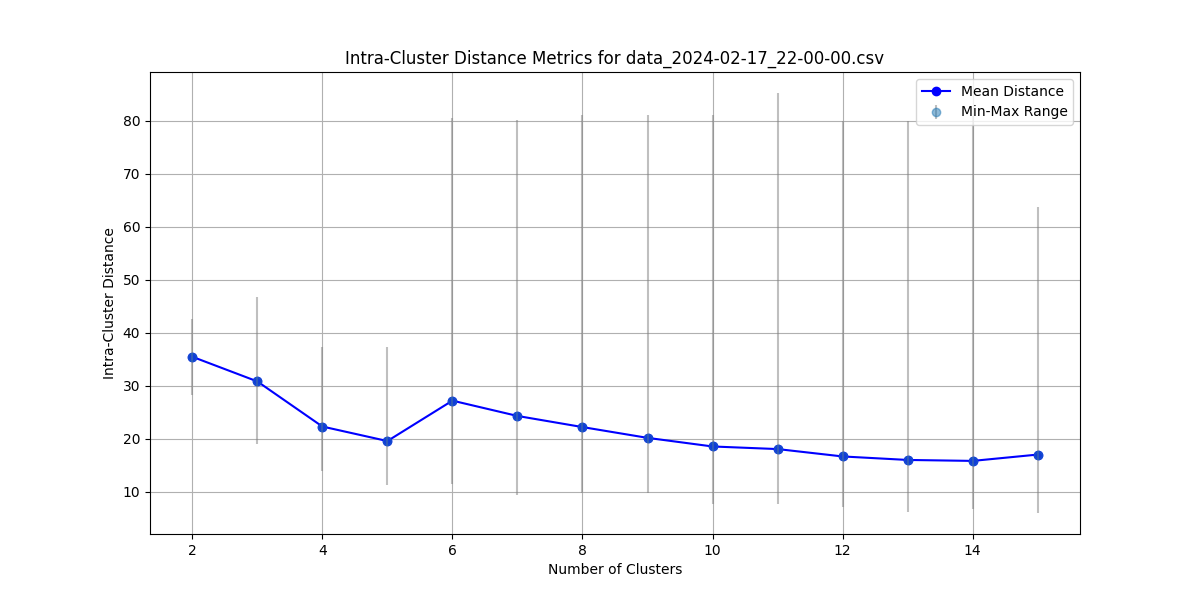 Intra-Cluster Distance Metrics for data_2024-02-17_22-00-00.csv
Mean Distance
Min-Max Range
Intra-Cluster Distance
80
70
60
50
40
30
20
10
2 4 6 8 10 12 14
Number of Clusters